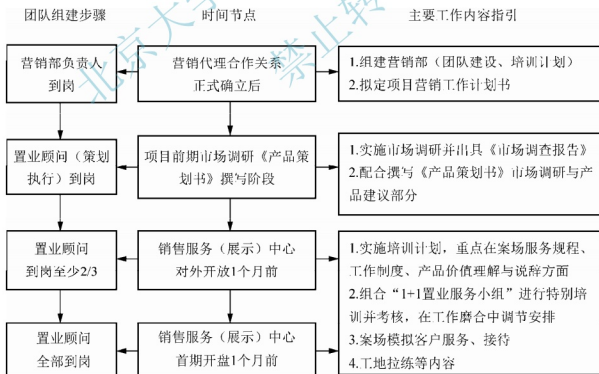 团队组建步骤 时间节点 主要工作内容指引
营销部负责人
到岗
营销代理合作关系
正式确立后
1.组建营销部（团队建设、培训计划）
2.拟定项目营销工作计划书
置业顾问（策划
执行）到岗
项目前期市场调研《产品策
划书》撰写阶段
1.实施市场调研并出具《市场调查报告》
2.配合撰写《产品策划书》市场调研与产
品建议部分
置业顾问
到岗至少2/3
销售服务（展示）中心
对外开放1个月前
1.实施培训计划，重点在案场服务规程、
工作制度、产品价值理解与说辞方面
2.组合“1+1置业服务小组”进行特别培
训并考核，在工作磨合中调节安排
3.案场模拟客户服务、接待
4.工地拉练等内容
置业顾问
全部到岗
销售服务（展示）中心
首期开盘1个月前
北京大学
禁止转